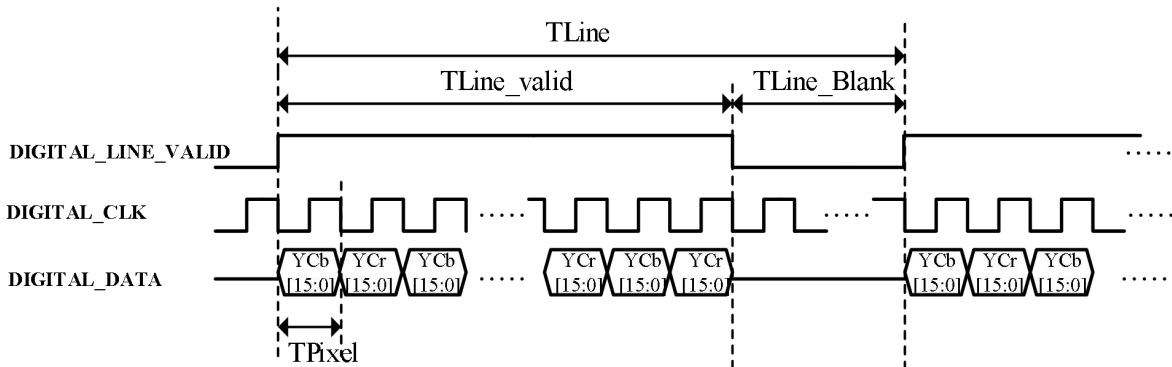 TLine
TLine_valid TLine_Blank
DIGITAL_LINE_VALID .....
DIGITAL_CLK ..... ..... .....
DIGITAL_DATA YCb YCr YCb ..... YCr YCb YCr YCb YCr YCb .....
[15:0] [15:0] [15:0] [15:0] [15:0] [15:0] [15:0] [15:0] [15:0]
TPixel